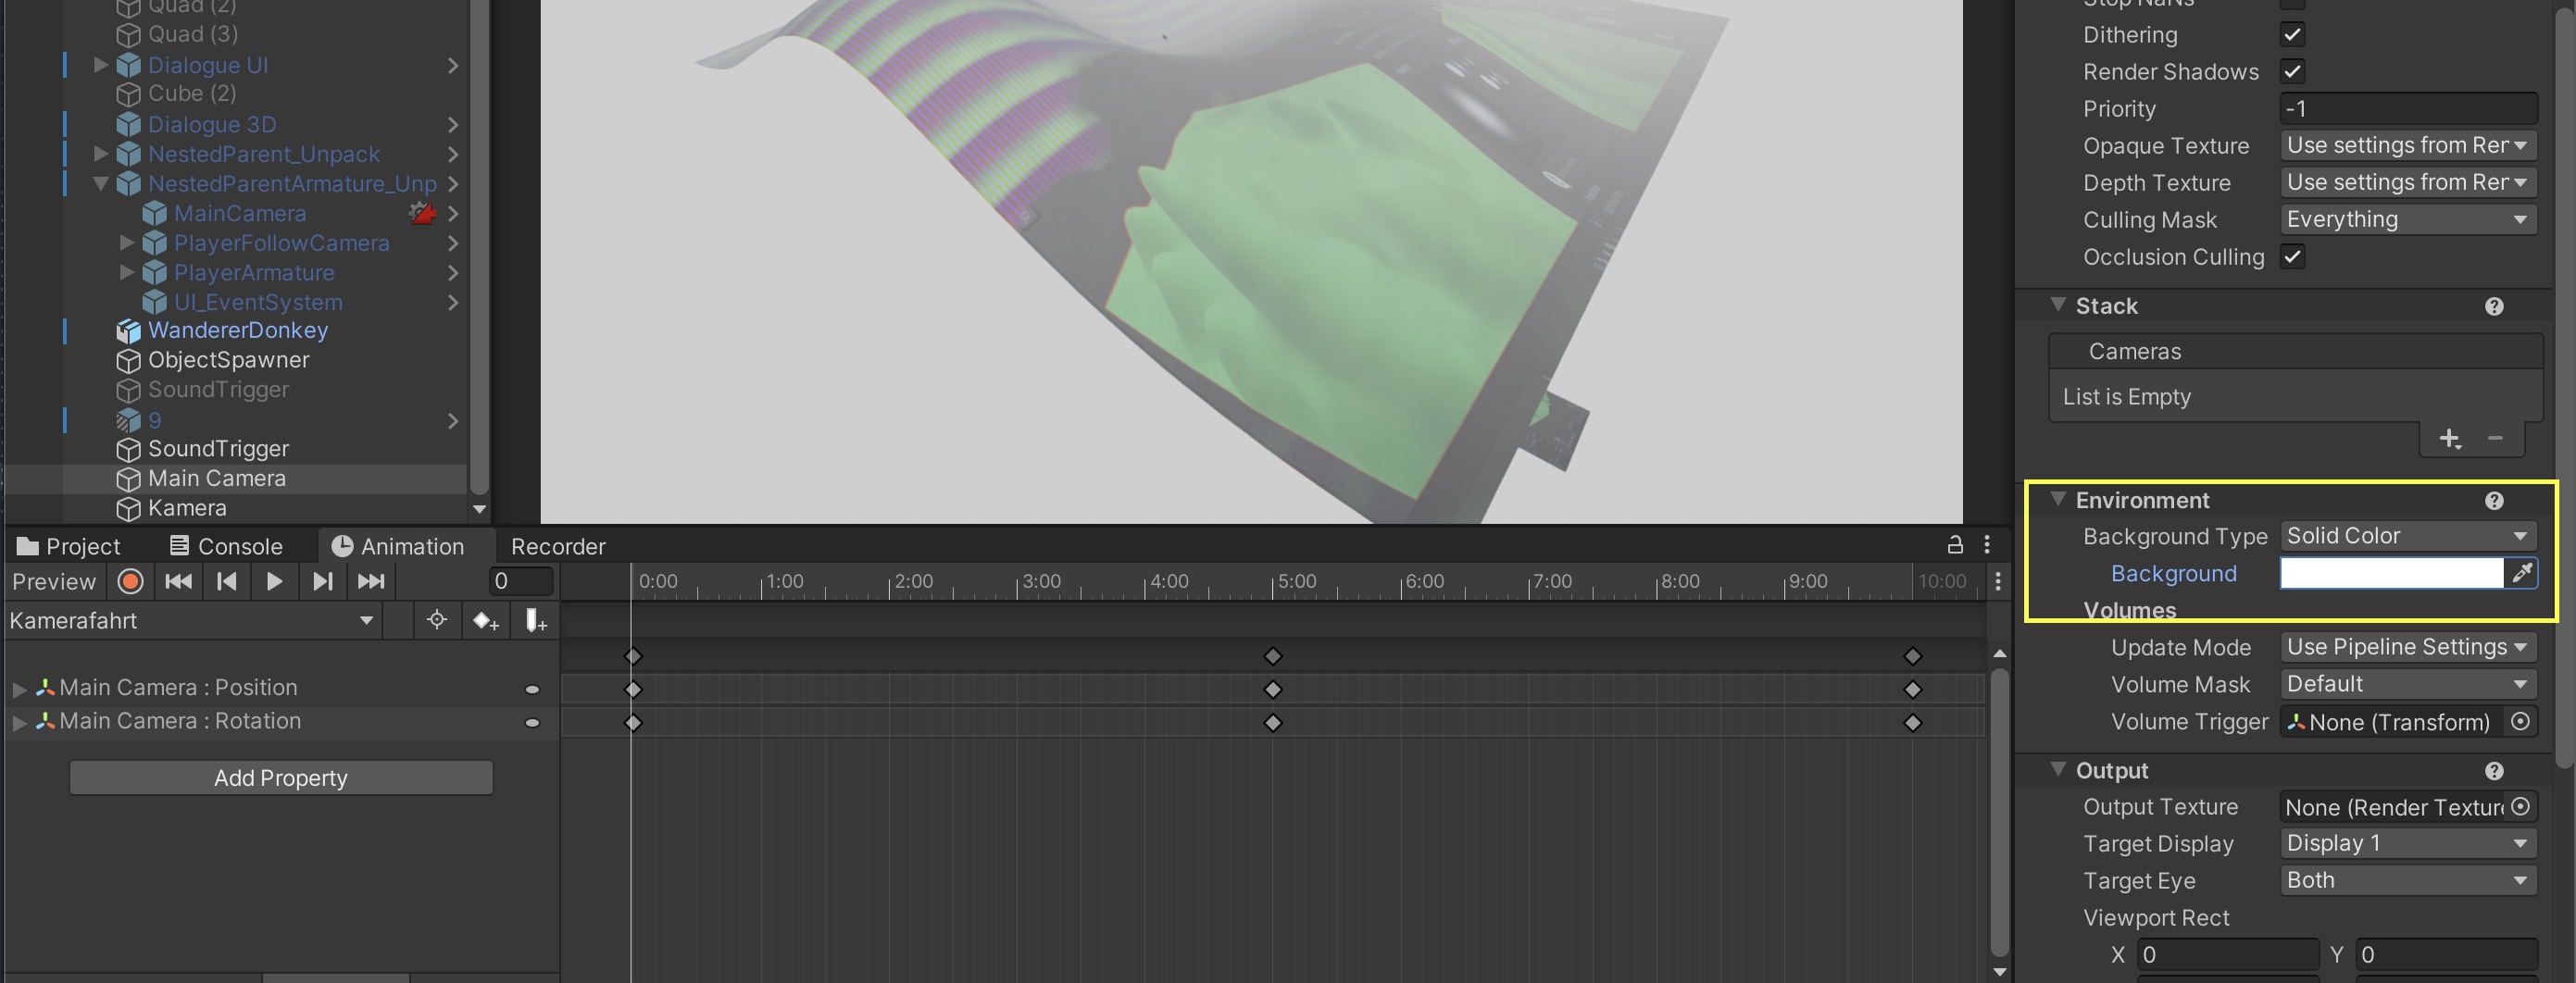 Quad (2)
Quad (3)
Dialogue UI
Cube (2)
Dialogue 3D
NestedParent_Unpack
NestedParentArmature_Unp
MainCamera
PlayerFollowCamera
PlayerArmature
UI_EventSystem
WandererDonkey
ObjectSpawner
SoundTrigger
9
SoundTrigger
Main Camera
Kamera
Project
Console
Animation
Recorder
Preview
0
0:00 1:00 2:00 3:00 4:00 5:00 6:00 7:00 8:00 9:00 10:00
Kamerafahrt
Main Camera : Position
Main Camera : Rotation
Add Property
Stop NaNs
Dithering
Render Shadows
Priority -1
Opaque Texture Use settings from Rer
Depth Texture Use settings from Rer
Culling Mask Everything
Occlusion Culling
Stack
Cameras
List is Empty
Environment
Background Type Solid Color
Background
Volumes
Update Mode Use Pipeline Settings
Volume Mask Default
Volume Trigger None (Transform)
Output
Output Texture None (Render Texture
Target Display Display 1
Target Eye Both
Viewport Rect
X 0 Y 0